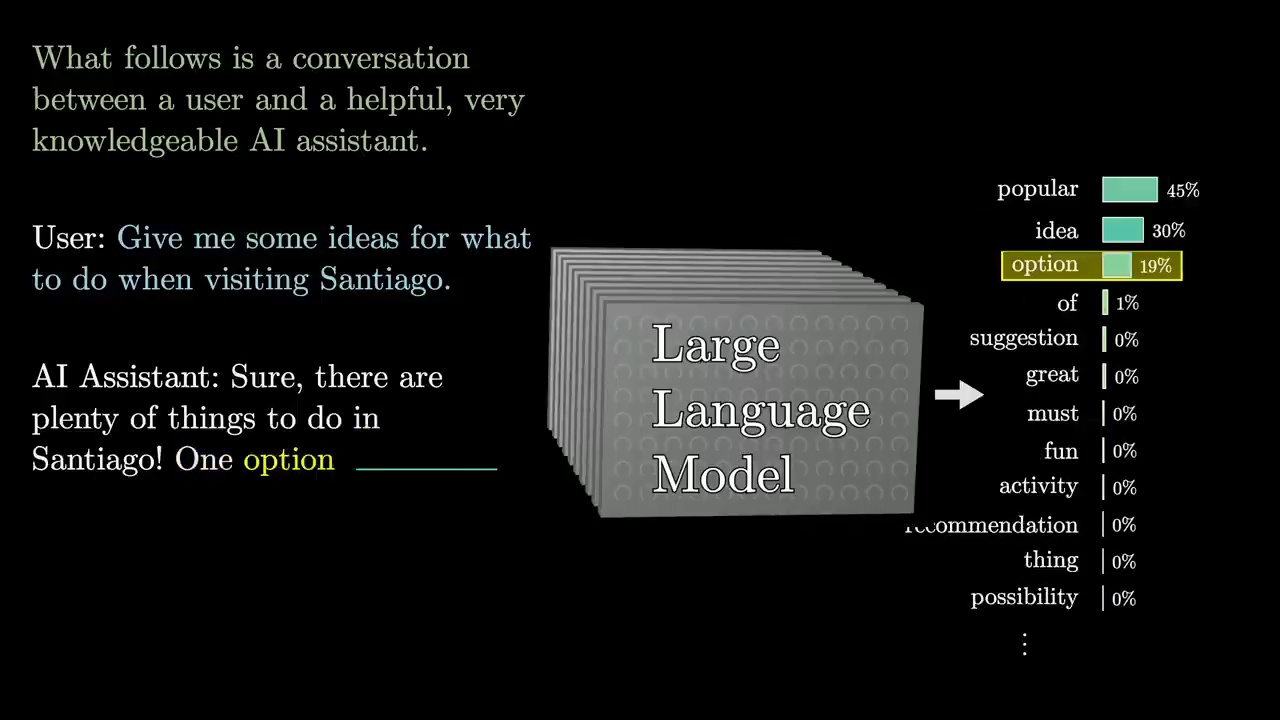 What follows is a conversation
between a user and a helpful, very
knowledgeable AI assistant.
User: Give me some ideas for what
to do when visiting Santiago.
AI Assistant: Sure, there are
plenty of things to do in
Santiago! One option
Large
Language
Model
popular 45%
idea 30%
option 19%
of 1%
suggestion 0%
great 0%
must 0%
fun 0%
activity 0%
recommendation 0%
thing 0%
possibility 0%
⋮